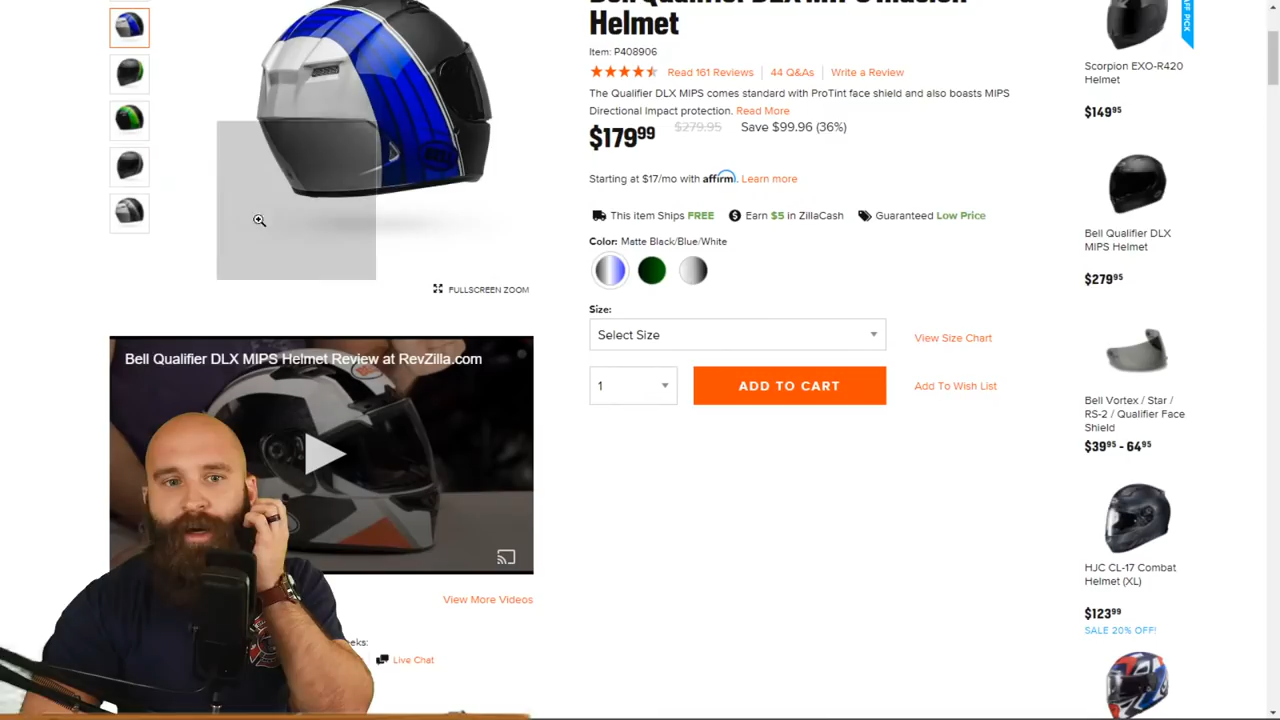 Helmet
Item: P408906
Read 161 Reviews
44 Q&As
Write a Review
The Qualifier DLX MIPS comes standard with ProTint face shield and also boasts MIPS
Directional Impact protection. Read More
$179.99 $279.95 Save $99.96 (36%)
Starting at $17/mo with affirm. Learn more
This item Ships FREE
Earn $5 in ZillaCash
Guaranteed Low Price
Color: Matte Black/Blue/White
Size:
Select Size
View Size Chart
1
ADD TO CART
Add To Wish List
FULLSCREEN ZOOM
Bell Qualifier DLX MIPS Helmet Review at RevZilla.com
View More Videos
Live Chat
Scorpion EXO-R420
Helmet
$149.95
Bell Qualifier DLX
MIPS Helmet
$279.95
Bell Vortex / Star /
RS-2 / Qualifier Face
Shield
$39.95 - 64.95
HJC CL-17 Combat
Helmet (XL)
$123.99
SALE 20% OFF!